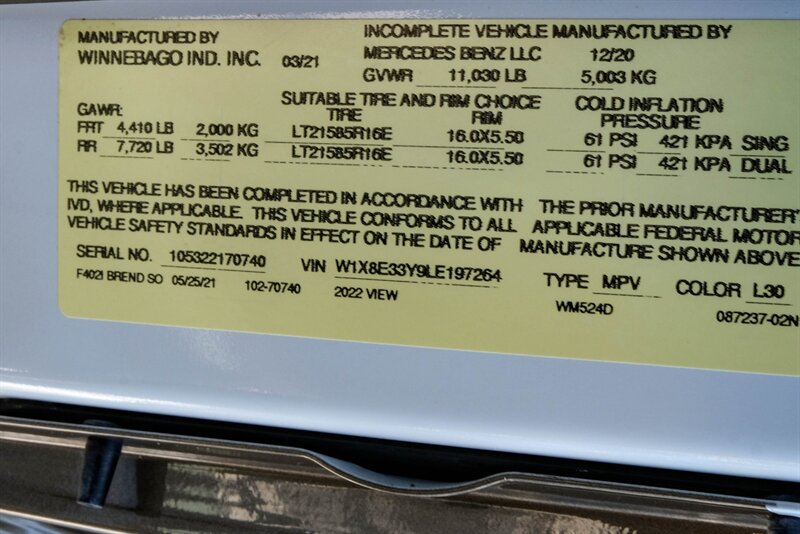 MANUFACTURED BY INCOMPLETE VEHICLE MANUFACTURED BY
WINNEBAGO IND. INC. 03/21 MERCEDES BENZ LLC 12/20
GVWR 11,030 LB 5,003 KG
GAWR: SUITABLE TIRE AND RIM CHOICE COLD INFLATION
TIRE RIM PRESSURE
FRT 4,410 LB 2,000 KG LT21585R16E 16.0X5.50 61 PSI 421 KPA SING
RR 7,720 LB 3,502 KG LT21585R16E 16.0X5.50 61 PSI 421 KPA DUAL
THIS VEHICLE HAS BEEN COMPLETED IN ACCORDANCE WITH THE PRIOR MANUFACTURER'
IVD, WHERE APPLICABLE. THIS VEHICLE CONFORMS TO ALL APPLICABLE FEDERAL MOTOR
VEHICLE SAFETY STANDARDS IN EFFECT ON THE DATE OF MANUFACTURE SHOWN ABOVE
SERIAL NO. 105322170740 VIN W1X8E33Y9LE197264 TYPE MPV COLOR L30
F402I BREND SO 05/25/21 102-70740 2022 VIEW WM524D 087237-02N